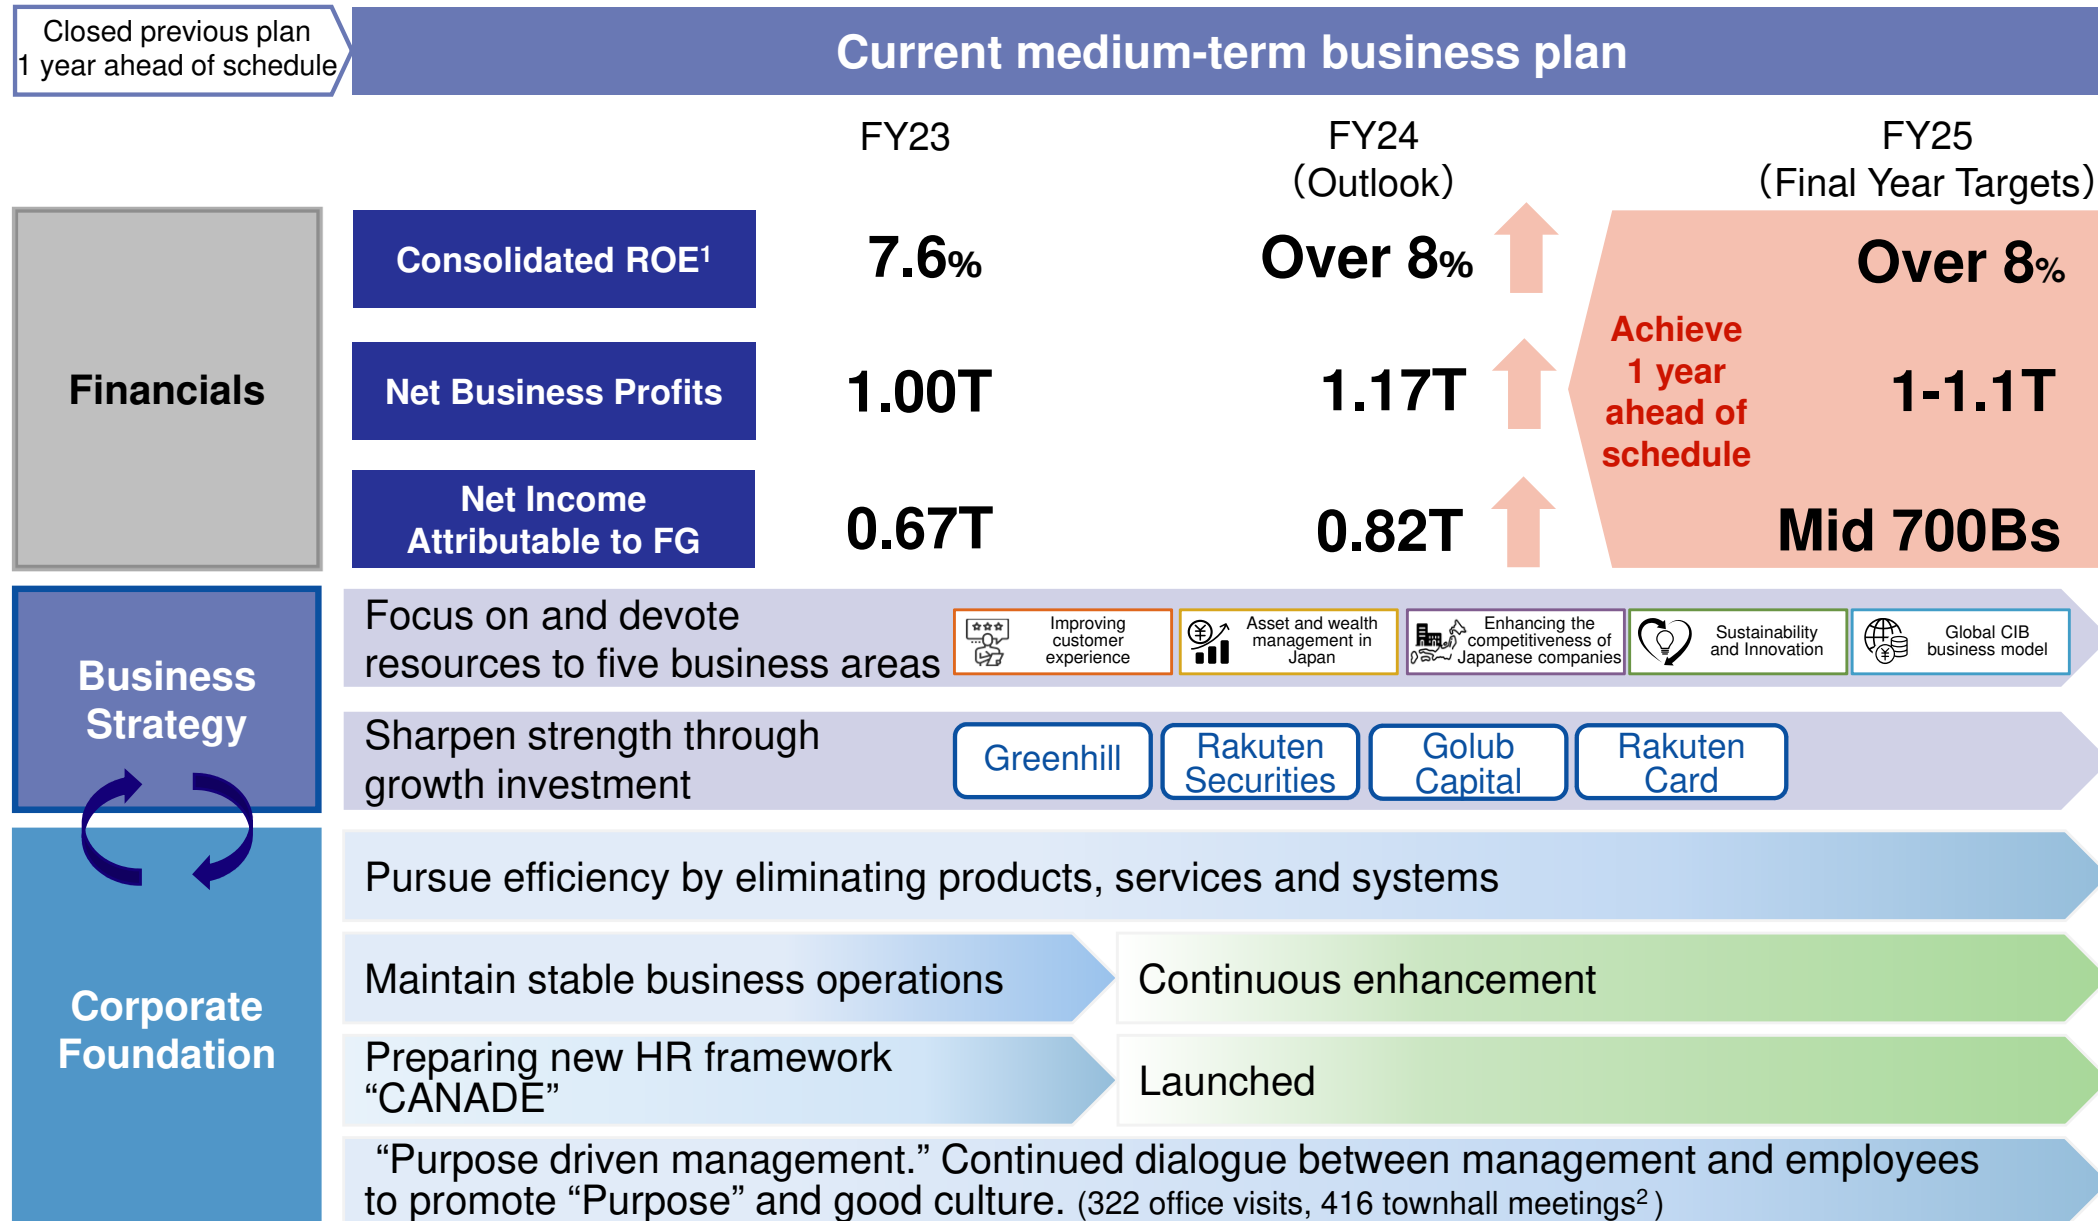 Closed previous plan
1 year ahead of schedule
Current medium-term business plan
FY23
FY24
(Outlook)
FY25
(Final Year Targets)
Financials
Consolidated ROE¹
7.6%
Over 8%
Over 8%
Net Business Profits
1.00T
1.17T
1-1.1T
Achieve
1 year
ahead of
schedule
Net Income
Attributable to FG
0.67T
0.82T
Mid 700Bs
Business
Strategy
Focus on and devote
resources to five business areas
Improving
customer
experience
Asset and wealth
management in
Japan
Enhancing the
competitiveness of
Japanese companies
Sustainability
and Innovation
Global CIB
business model
Sharpen strength through
growth investment
Greenhill
Rakuten
Securities
Golub
Capital
Rakuten
Card
Corporate
Foundation
Pursue efficiency by eliminating products, services and systems
Maintain stable business operations
Continuous enhancement
Preparing new HR framework
“CANADE”
Launched
“Purpose driven management.” Continued dialogue between management and employees
to promote “Purpose” and good culture. (322 office visits, 416 townhall meetings² )